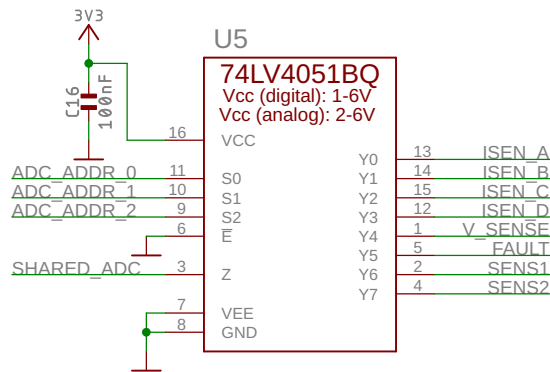 3V3
U5
74LV4051BQ
Vcc (digital): 1-6V
Vcc (analog): 2-6V
C16
100nF
16 VCC
13 Y0 ISEN_A
ADC_ADDR_0 11 S0
14 Y1 ISEN_B
ADC_ADDR_1 10 S1
15 Y2 ISEN_C
ADC_ADDR_2 9 S2
12 Y3 ISEN_D
6 E
1 Y4 V_SENSE
5 Y5 FAULT
SHARED_ADC 3 Z
2 Y6 SENS1
4 Y7 SENS2
7 VEE
8 GND